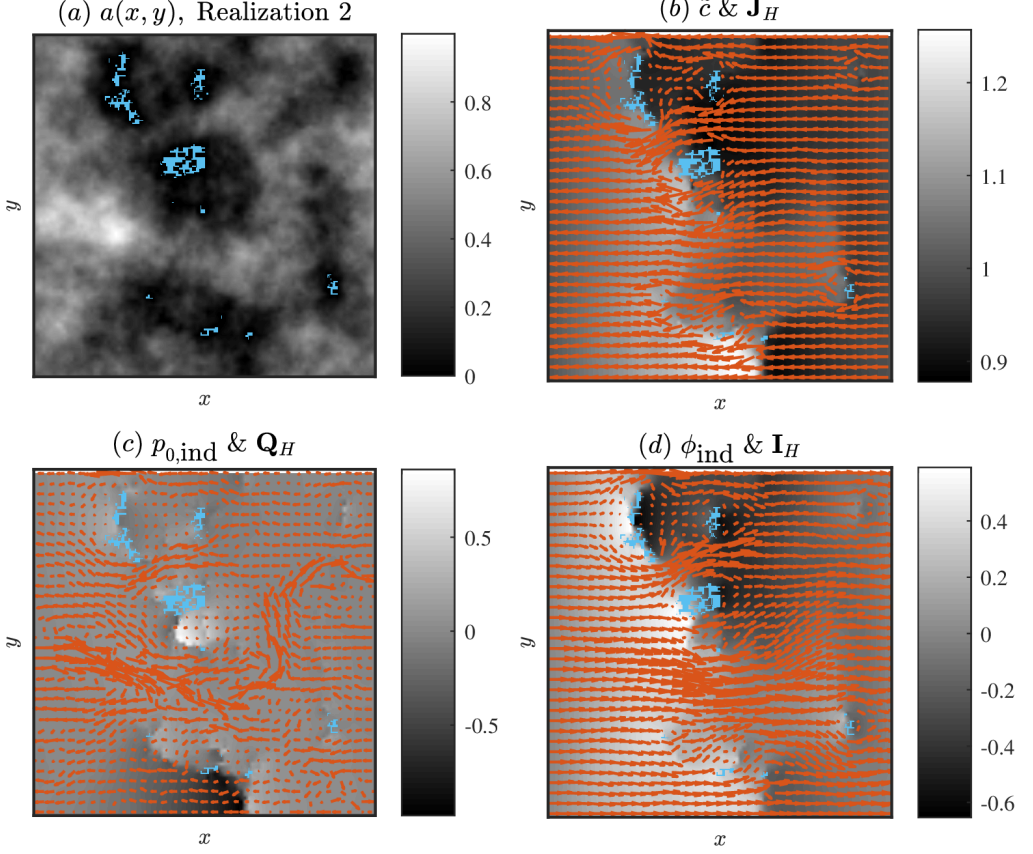 (a) a(x, y), Realization 2
(b) c̃ & J_H
y
0.8
0.6
0.4
0.2
0
x
y
1.2
1.1
1
0.9
x
(c) p_{0,ind} & Q_H
(d) ϕ_ind & I_H
y
0.5
0
-0.5
x
y
0.4
0.2
0
-0.2
-0.4
-0.6
x